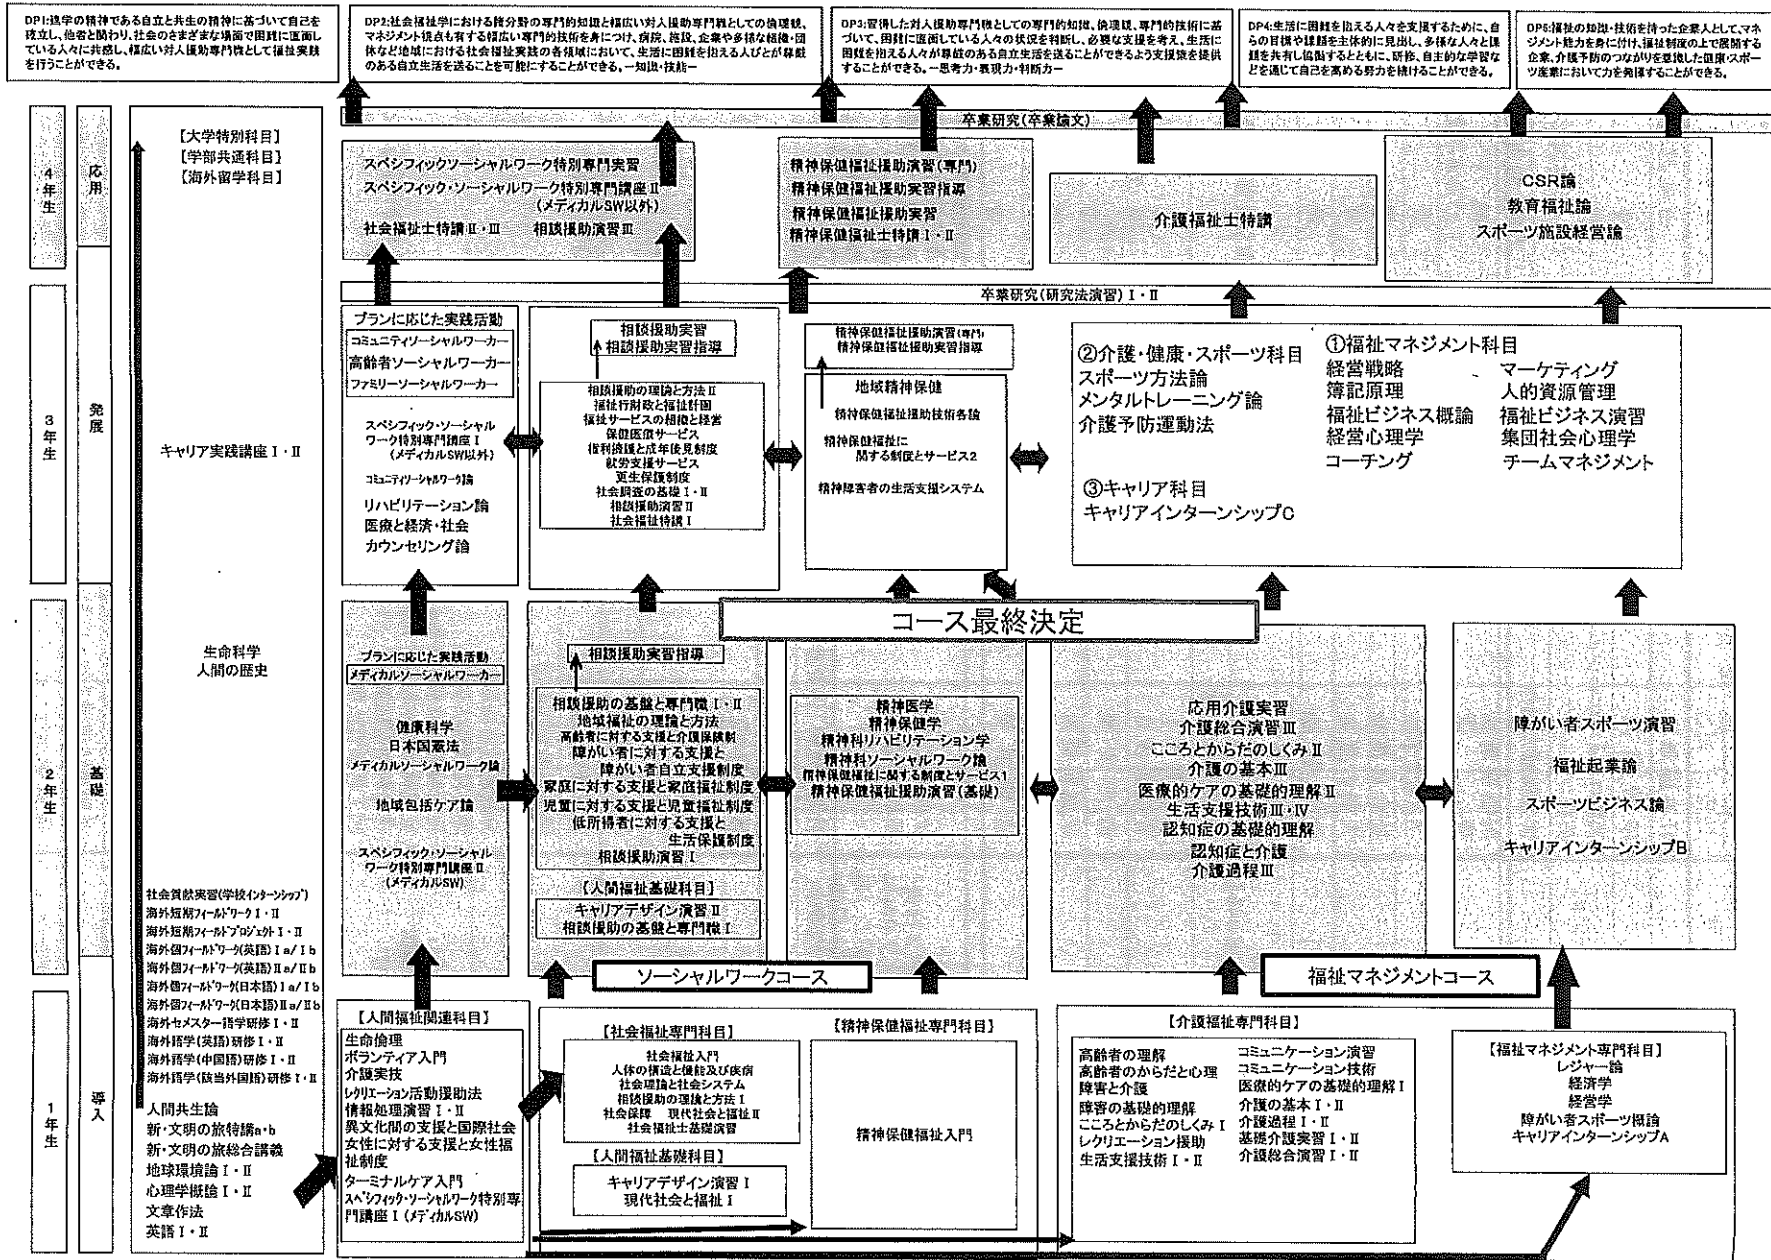 DP1:建学の精神である自立と共生の精神に基づいて自己を
確立し、他者と関わり、社会のさまざまな場面で困難に直面し
ている人々に共感し、幅広い対人援助専門職として福祉実践
を行うことができる。
DP2:社会福祉学における諸分野の専門的知識と幅広い対人援助専門職としての倫理観、
マネジメント視点も有する幅広い専門的技術を身につけ、病院、施設、企業や多様な組織・団
体など地域における社会福祉実践の各領域において、生活に困難を抱える人びとが尊厳
のある自立生活を送ることを可能にすることができる。―知識・技能―
DP3:習得した対人援助専門職としての専門的知識、倫理観、専門的技術に基
づいて、困難に直面している人々の状況を判断し、必要な支援を考え、生活に
困難を抱える人々が尊厳のある自立生活を送ることができるよう支援策を提供
することができる。―思考力・表現力・判断力―
DP4:生活に困難を抱える人々を支援するために、自
らの目標や課題を主体的に見出し、多様な人々と課
題を共有し協働するとともに、研修、自主的な学習な
どを通じて自己を高める努力を続けることができる。
DP5:福祉の知識・技術を持った企業人として、マネ
ジメント能力を身に付け、福祉制度の上で展開する
企業、介護予防のつながりを意識した健康・スポー
ツ産業において力を発揮することができる。
卒業研究(卒業論文)
4年生
応用
【大学特別科目】
【学部共通科目】
【海外留学科目】
スペシフィックソーシャルワーク特別専門実習
スペシフィック・ソーシャルワーク特別専門講座Ⅱ
(メディカルSW以外)
社会福祉士特講Ⅱ・Ⅲ 相談援助演習Ⅲ
精神保健福祉援助演習(専門)
精神保健福祉援助実習指導
精神保健福祉援助実習
精神保健福祉士特講Ⅰ・Ⅱ
介護福祉士特講
CSR論
教育福祉論
スポーツ施設経営論
卒業研究(研究法演習)Ⅰ・Ⅱ
3年生
発展
キャリア実践講座Ⅰ・Ⅱ
プランに応じた実践活動
コミュニティソーシャルワーカー
高齢者ソーシャルワーカー
ファミリーソーシャルワーカー
スペシフィック・ソーシャル
ワーク特別専門講座Ⅰ
(メディカルSW以外)
コミュニティソーシャルワーク論
リハビリテーション論
医療と経済・社会
カウンセリング論
相談援助実習
相談援助実習指導
相談援助の理論と方法Ⅱ
福祉行財政と福祉計画
福祉サービスの組織と経営
保健医療サービス
権利擁護と成年後見制度
就労支援サービス
更生保護制度
社会調査の基礎Ⅰ・Ⅱ
相談援助演習Ⅱ
社会福祉特講Ⅰ
精神保健福祉援助演習(専門)
精神保健福祉援助実習指導
地域精神保健
精神保健福祉援助技術各論
精神保健福祉に
関する制度とサービス2
精神障害者の生活支援システム
②介護・健康・スポーツ科目
スポーツ方法論
メンタルトレーニング論
介護予防運動法
③キャリア科目
キャリアインターンシップC
①福祉マネジメント科目
経営戦略 マーケティング
簿記原理 人的資源管理
福祉ビジネス概論 福祉ビジネス演習
経営心理学 集団社会心理学
コーチング チームマネジメント
コース最終決定
2年生
基礎
生命科学
人間の歴史
プランに応じた実践活動
メディカルソーシャルワーカー
健康科学
日本国憲法
メディカルソーシャルワーク論
地域包括ケア論
スペシフィック・ソーシャル
ワーク特別専門講座Ⅱ
(メディカルSW)
相談援助実習指導
相談援助の基盤と専門職Ⅰ・Ⅱ
地域福祉の理論と方法
高齢者に対する支援と介護保険制
障がい者に対する支援と
障がい者自立支援制度
家庭に対する支援と家庭福祉制度
児童に対する支援と児童福祉制度
低所得者に対する支援と
生活保護制度
相談援助演習Ⅰ
【人間福祉基礎科目】
キャリアデザイン演習Ⅱ
相談援助の基盤と専門職Ⅰ
精神医学
精神保健学
精神科リハビリテーション学
精神科ソーシャルワーク論
精神保健福祉に関する制度とサービス1
精神保健福祉援助演習(基礎)
応用介護実習
介護総合演習Ⅲ
こころとからだのしくみⅡ
介護の基本Ⅲ
医療的ケアの基礎的理解Ⅱ
生活支援技術Ⅲ・Ⅳ
認知症の基礎的理解
認知症と介護
介護過程Ⅲ
障がい者スポーツ演習
福祉起業論
スポーツビジネス論
キャリアインターンシップB
社会貢献実習(学校インターンシップ)
海外短期フィールドワークⅠ・Ⅱ
海外短期フィールドプロジェクトⅠ・Ⅱ
海外個フィールドワーク(英語)Ⅰa/Ⅰb
海外個フィールドワーク(英語)Ⅱa/Ⅱb
海外個フィールドワーク(日本語)Ⅰa/Ⅰb
海外個フィールドワーク(日本語)Ⅱa/Ⅱb
海外セメスター語学研修Ⅰ・Ⅱ
海外語学(英語)研修Ⅰ・Ⅱ
海外語学(中国語)研修Ⅰ・Ⅱ
海外語学(該当外国語)研修Ⅰ・Ⅱ
ソーシャルワークコース
福祉マネジメントコース
1年生
導入
人間共生論
新・文明の旅特講a・b
新・文明の旅総合講義
地球環境論Ⅰ・Ⅱ
心理学概論Ⅰ・Ⅱ
文章作法
英語Ⅰ・Ⅱ
【人間福祉関連科目】
生命倫理
ボランティア入門
介護実技
レクリエーション活動援助法
情報処理演習Ⅰ・Ⅱ
異文化間の支援と国際社会
女性に対する支援と女性福
祉制度
ターミナルケア入門
スペシフィック・ソーシャルワーク特別専
門講座Ⅰ(メディカルSW)
【社会福祉専門科目】
社会福祉入門
人体の構造と機能及び疾病
社会理論と社会システム
相談援助の理論と方法Ⅰ
社会保障 現代社会と福祉Ⅱ
社会福祉士基礎演習
【人間福祉基礎科目】
キャリアデザイン演習Ⅰ
現代社会と福祉Ⅰ
【精神保健福祉専門科目】
精神保健福祉入門
【介護福祉専門科目】
高齢者の理解 コミュニケーション演習
高齢者のからだと心理 コミュニケーション技術
障害と介護 医療的ケアの基礎的理解Ⅰ
障害の基礎的理解 介護の基本Ⅰ・Ⅱ
こころとからだのしくみⅠ 介護過程Ⅰ・Ⅱ
レクリエーション援助 基礎介護実習Ⅰ・Ⅱ
生活支援技術Ⅰ・Ⅱ 介護総合演習Ⅰ・Ⅱ
【福祉マネジメント専門科目】
レジャー論
経済学
経営学
障がい者スポーツ概論
キャリアインターンシップA